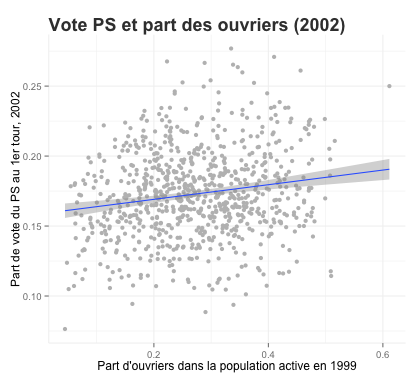 Vote PS et part des ouvriers (2002)
Part de vote du PS au 1er tour, 2002
0.25
0.20
0.15
0.10
0.2
0.4
0.6
Part d'ouvriers dans la population active en 1999